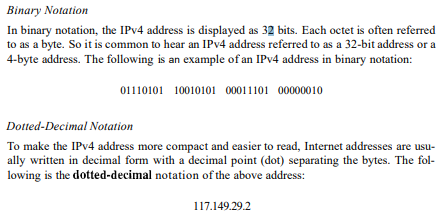 Binary Notation
In binary notation, the IPv4 address is displayed as 32 bits. Each octet is often referred
to as a byte. So it is common to hear an IPv4 address referred to as a 32-bit address or a
4-byte address. The following is an example of an IPv4 address in binary notation:
01110101 10010101 00011101 00000010
Dotted-Decimal Notation
To make the IPv4 address more compact and easier to read, Internet addresses are usu-
ally written in decimal form with a decimal point (dot) separating the bytes. The fol-
lowing is the dotted-decimal notation of the above address:
117.149.29.2